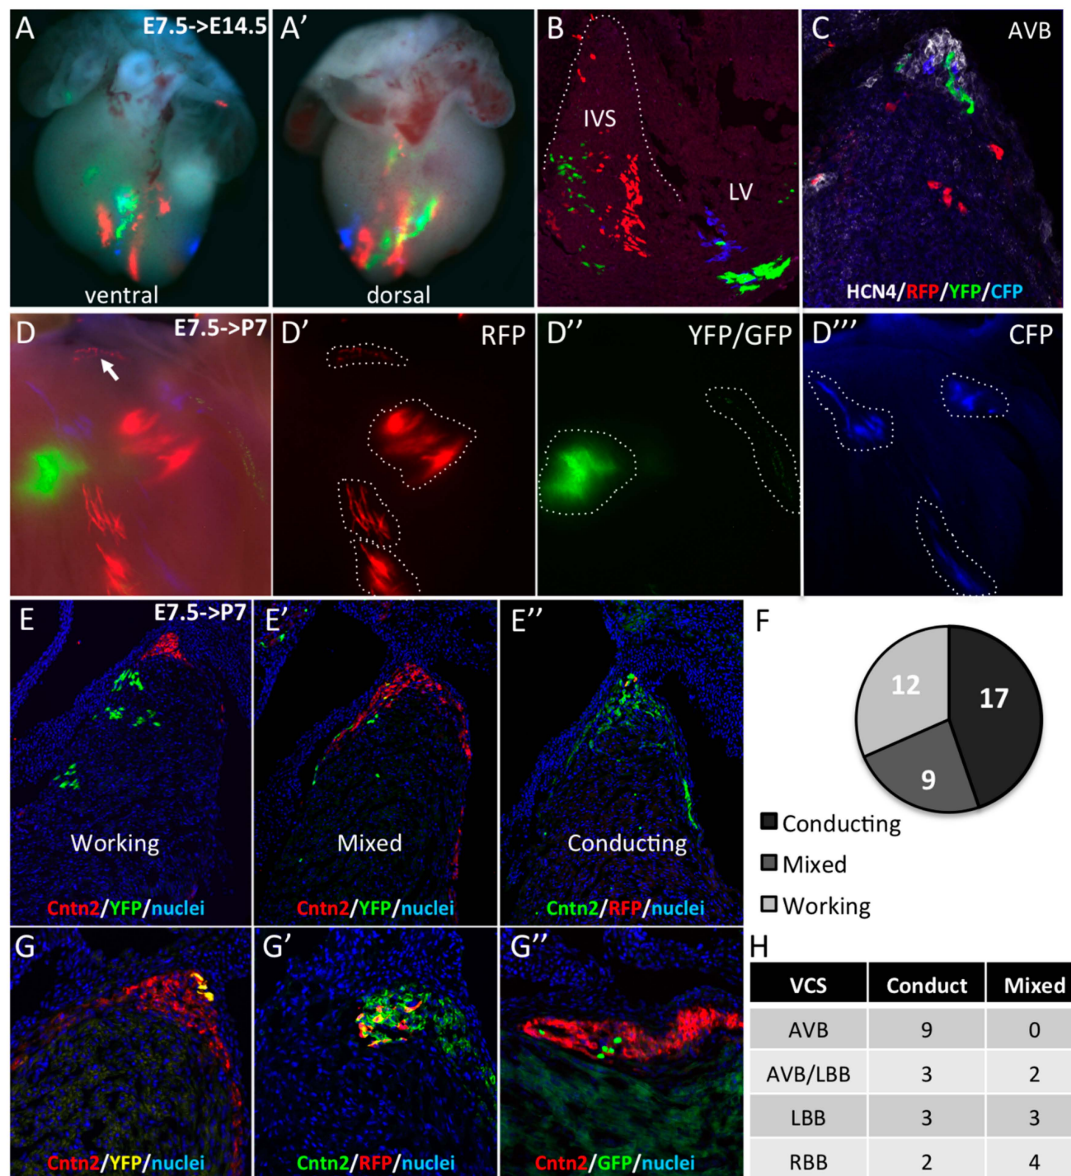 A E7.5->E14.5
ventral
A'
dorsal
B
IVS
LV
C AVB
HCN4/RFP/YFP/CFP
D E7.5->P7
D' RFP
D'' YFP/GFP
D''' CFP
E E7.5->P7
Working
Cntn2/YFP/nuclei
E'
Mixed
Cntn2/YFP/nuclei
E''
Conducting
Cntn2/RFP/nuclei
F
12
17
9
Conducting
Mixed
Working
G
Cntn2/YFP/nuclei
G'
Cntn2/RFP/nuclei
G''
Cntn2/GFP/nuclei
H
VCS Conduct Mixed
AVB 9 0
AVB/LBB 3 2
LBB 3 3
RBB 2 4